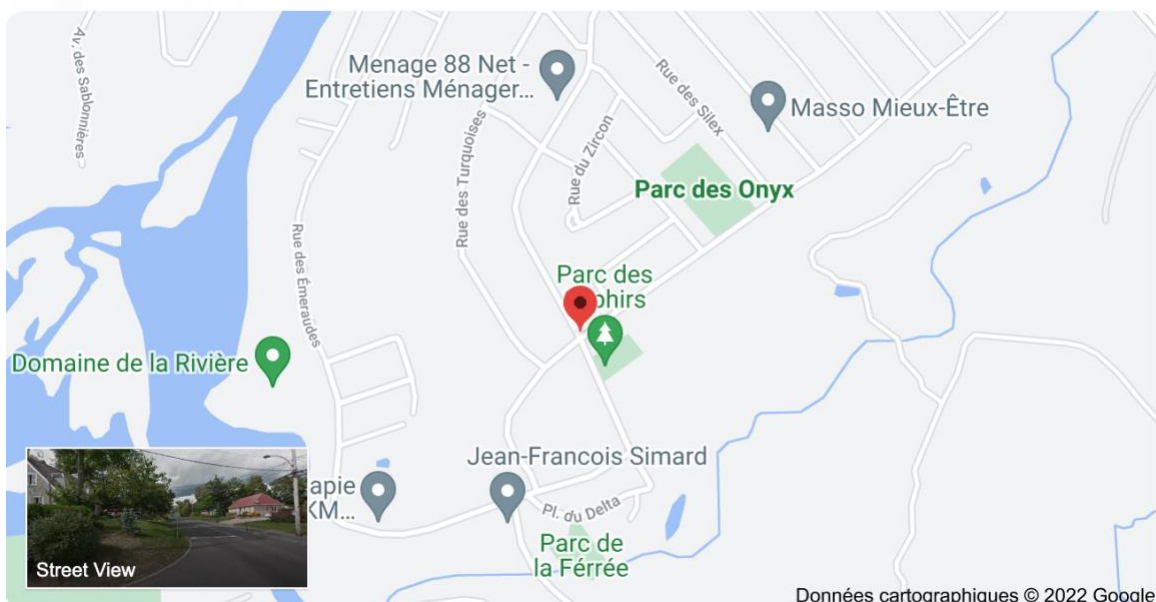 Av. des Sablonnières
Menage 88 Net -
Entretiens Ménager...
Rue des Silex
Masso Mieux-Être
Rue des Turquoises
Rue du Zircon
Parc des Onyx
Rue des Émeraudes
Parc des
phirs
Domaine de la Rivière
Jean-Francois Simard
apie
KM...
Pl. du Delta
Parc de
la Férrée
Street View
Données cartographiques © 2022 Google